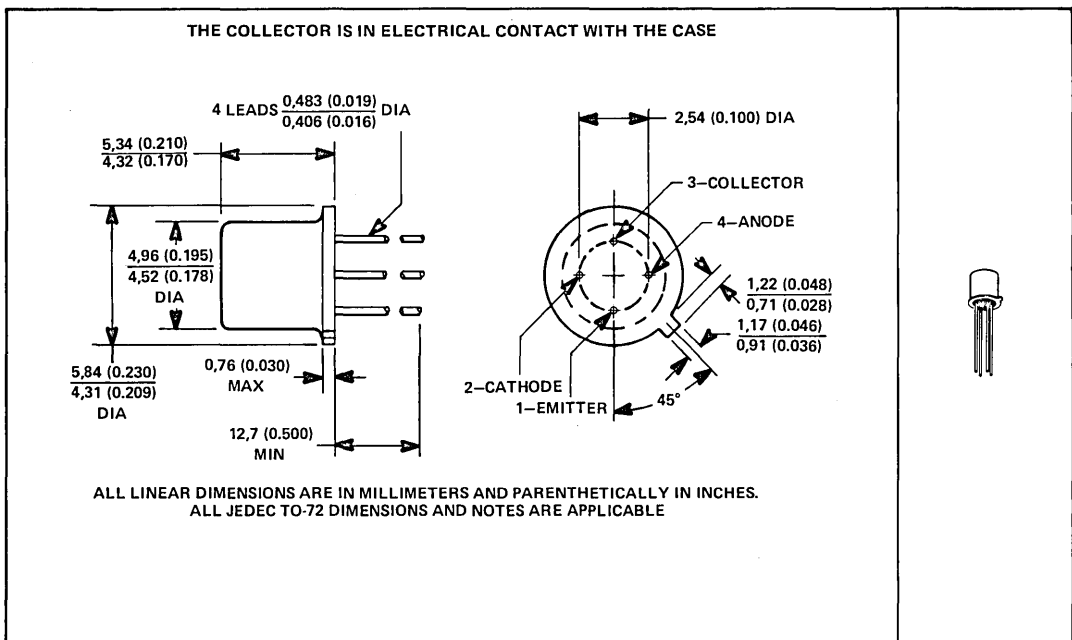 THE COLLECTOR IS IN ELECTRICAL CONTACT WITH THE CASE
4 LEADS 0,483 (0.019) DIA
0,406 (0.016)
5,34 (0.210)
4,32 (0.170)
4,96 (0.195)
4,52 (0.178)
DIA
5,84 (0.230)
4,31 (0.209)
DIA
0,76 (0.030)
MAX
12,7 (0.500)
MIN
2,54 (0.100) DIA
3–COLLECTOR
4–ANODE
1,22 (0.048)
0,71 (0.028)
1,17 (0.046)
0,91 (0.036)
2–CATHODE
1–EMITTER
45°
ALL LINEAR DIMENSIONS ARE IN MILLIMETERS AND PARENTHETICALLY IN INCHES.
ALL JEDEC TO-72 DIMENSIONS AND NOTES ARE APPLICABLE